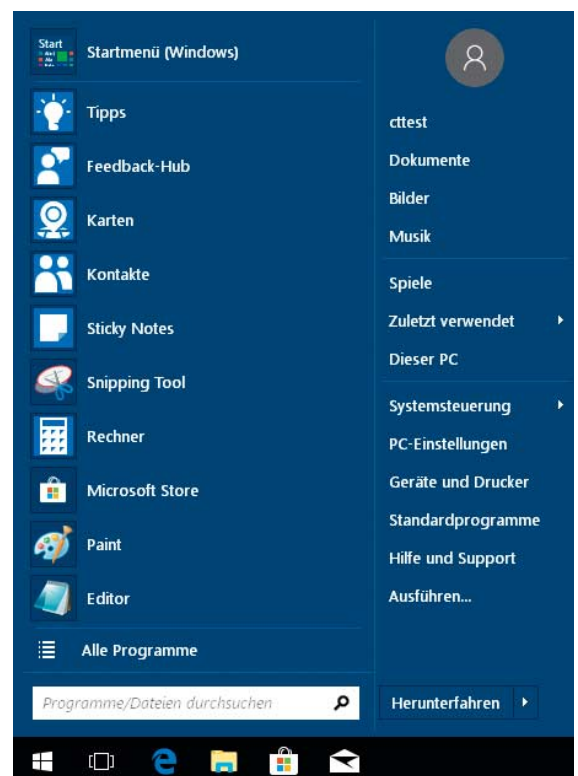 Start
Startmenü (Windows)
Tipps
Feedback-Hub
Karten
Kontakte
Sticky Notes
Snipping Tool
Rechner
Microsoft Store
Paint
Editor
Alle Programme
Programme/Dateien durchsuchen
cttest
Dokumente
Bilder
Musik
Spiele
Zuletzt verwendet
Dieser PC
Systemsteuerung
PC-Einstellungen
Geräte und Drucker
Standardprogramme
Hilfe und Support
Ausführen...
Herunterfahren